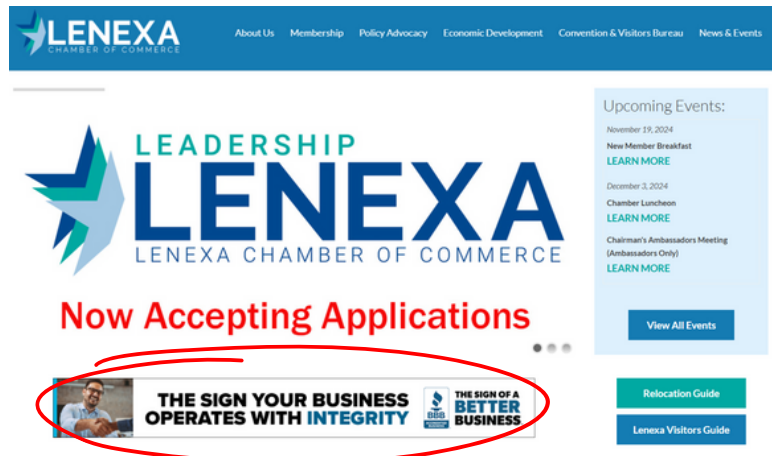 LENEXA
CHAMBER OF COMMERCE
About Us Membership Policy Advocacy Economic Development Convention & Visitors Bureau News & Events
LEADERSHIP
LENEXA
LENEXA CHAMBER OF COMMERCE
Now Accepting Applications
THE SIGN YOUR BUSINESS
OPERATES WITH INTEGRITY
BBB
THE SIGN OF A
BETTER
BUSINESS
Upcoming Events:
November 19, 2024
New Member Breakfast
LEARN MORE
December 3, 2024
Chamber Luncheon
LEARN MORE
Chairman's Ambassadors Meeting
(Ambassadors Only)
LEARN MORE
View All Events
Relocation Guide
Lenexa Visitors Guide